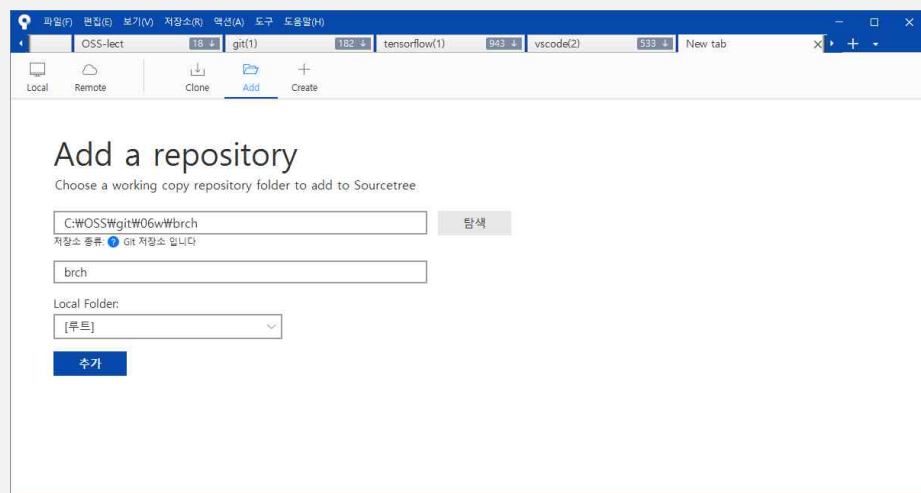 파일(F) 편집(E) 보기(V) 저장소(R) 액션(A) 도구 도움말(H)
OSS-lect 18 ↓ git(1) 182 ↓ tensorflow(1) 943 ↓ vscode(2) 533 ↓ New tab
Local Remote Clone Add Create
Add a repository
Choose a working copy repository folder to add to Sourcetree
C:₩OSS₩git₩06w₩brch 탐색
저장소 종류: ? Git 저장소 입니다
brch
Local Folder:
[루트]
추가